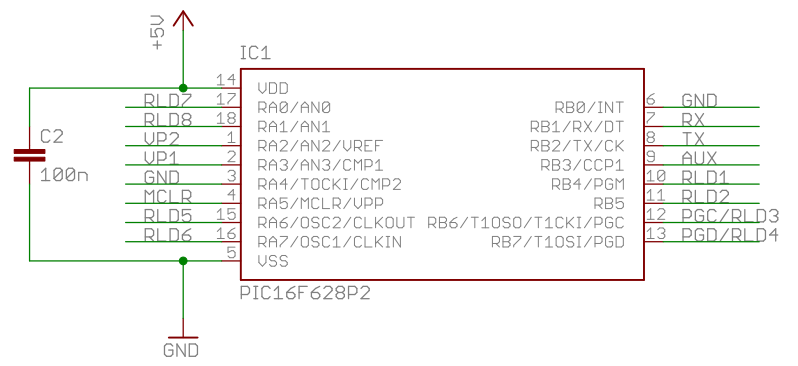 +5V
IC1
14 VDD
RLD7 17 RA0/AN0 RB0/INT 6 GND
RLD8 18 RA1/AN1 RB1/RX/DT 7 RX
VP2 1 RA2/AN2/VREF RB2/TX/CK 8 TX
VP1 2 RA3/AN3/CMP1 RB3/CCP1 9 AUX
GND 3 RA4/TOCKI/CMP2 RB4/PGM 10 RLD1
MCLR 4 RA5/MCLR/VPP RB5 11 RLD2
RLD5 15 RA6/OSC2/CLKOUT RB6/T1OSO/T1CKI/PGC 12 PGC/RLD3
RLD6 16 RA7/OSC1/CLKIN RB7/T1OSI/PGD 13 PGD/RLD4
5 VSS
C2
100n
PIC16F628P2
GND